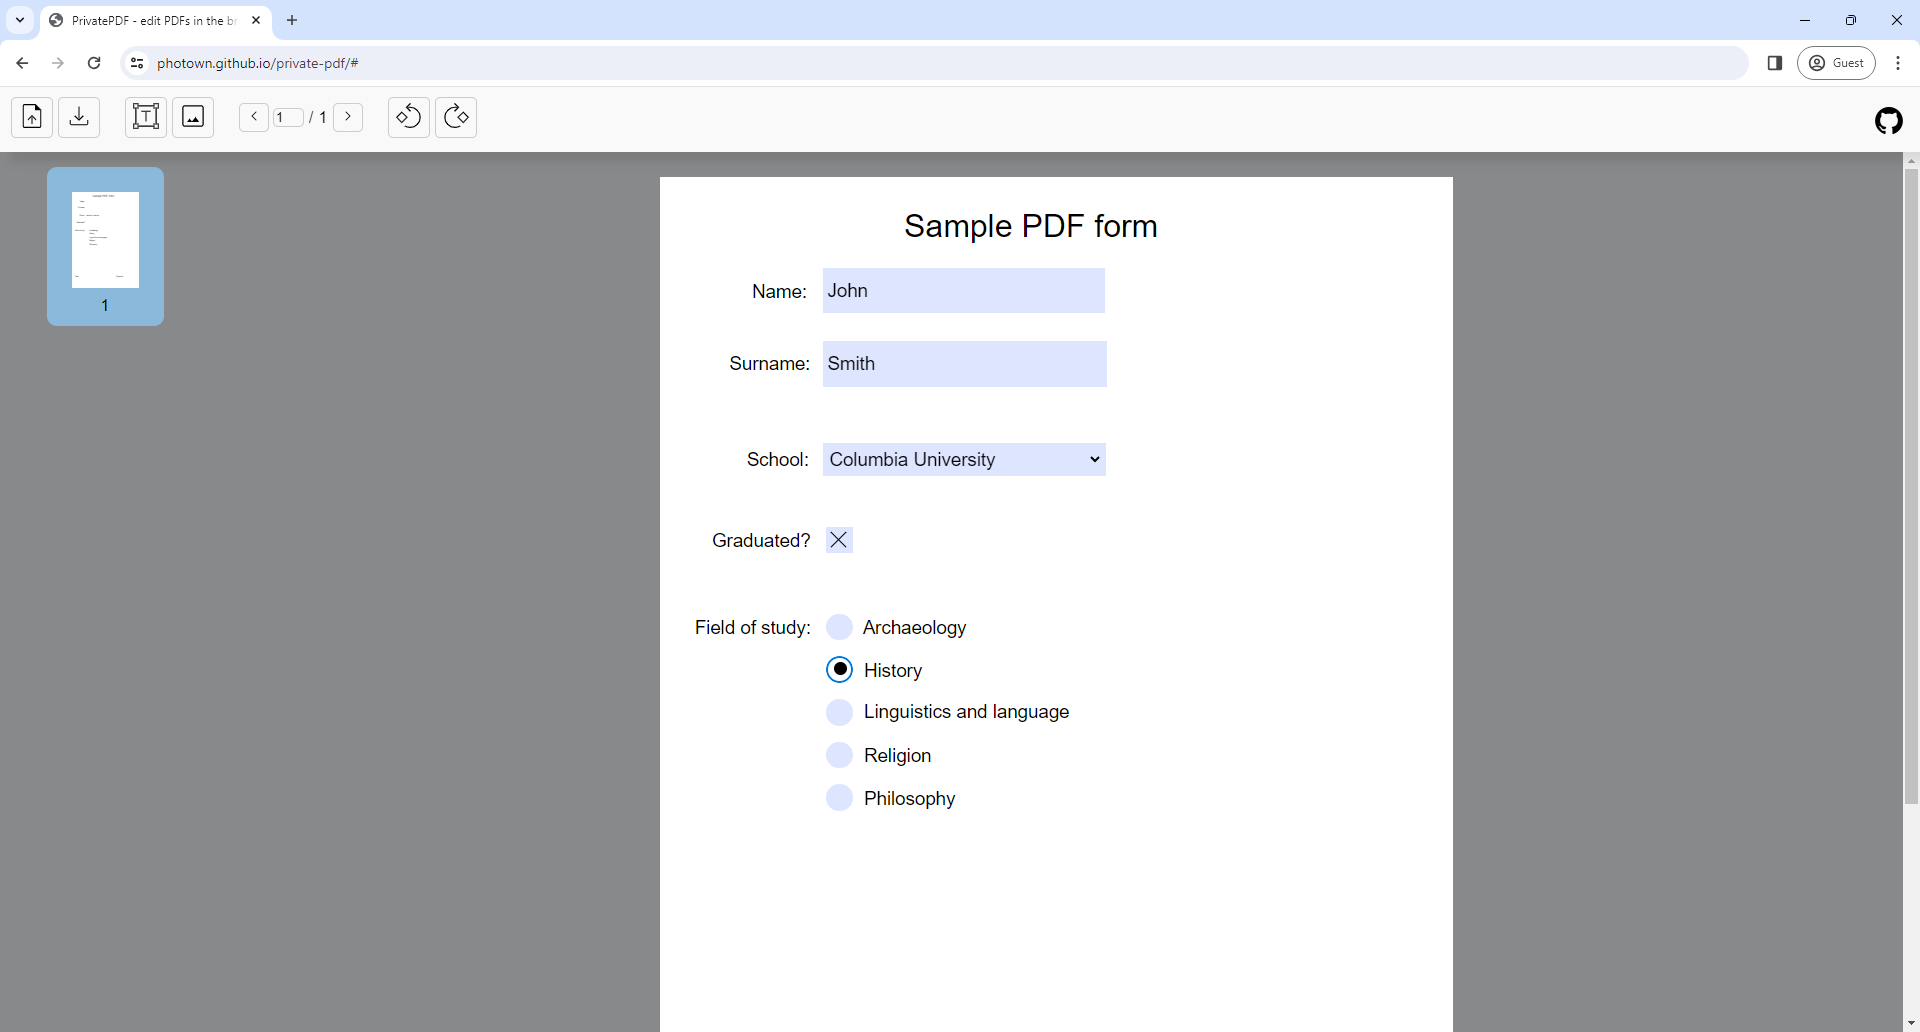 PrivatePDF - edit PDFs in the br
photown.github.io/private-pdf/#
Guest
1 / 1
1
Sample PDF form
Name: John
Surname: Smith
School: Columbia University
Graduated?
Field of study: Archaeology
History
Linguistics and language
Religion
Philosophy